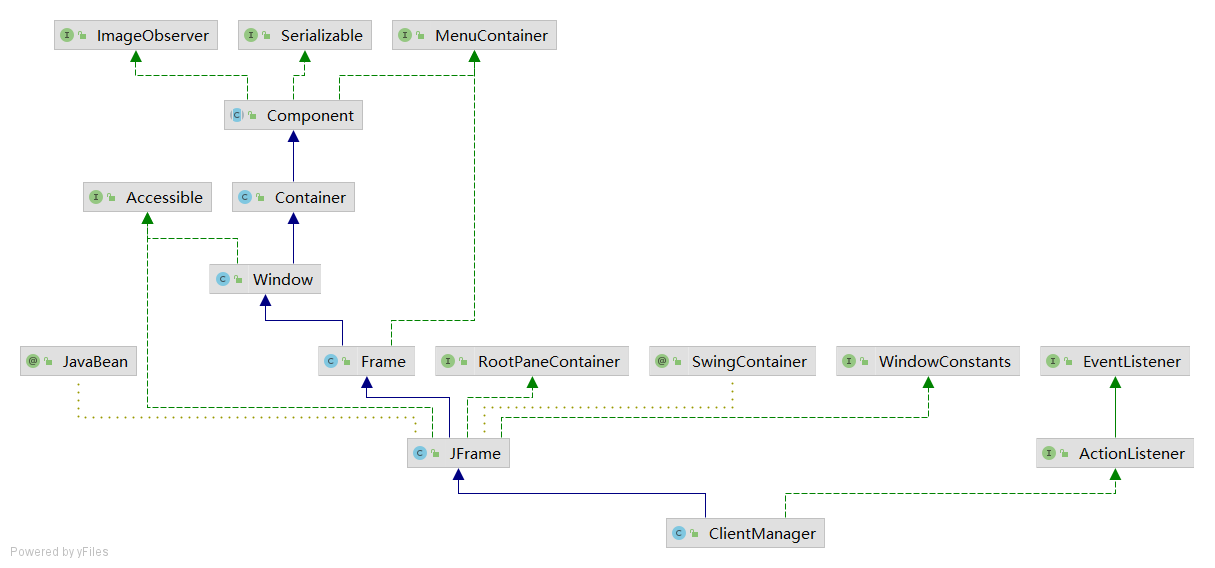 ImageObserver
Serializable
MenuContainer
Component
Accessible
Container
Window
JavaBean
Frame
RootPaneContainer
SwingContainer
WindowConstants
EventListener
JFrame
ActionListener
ClientManager
Powered by yFiles